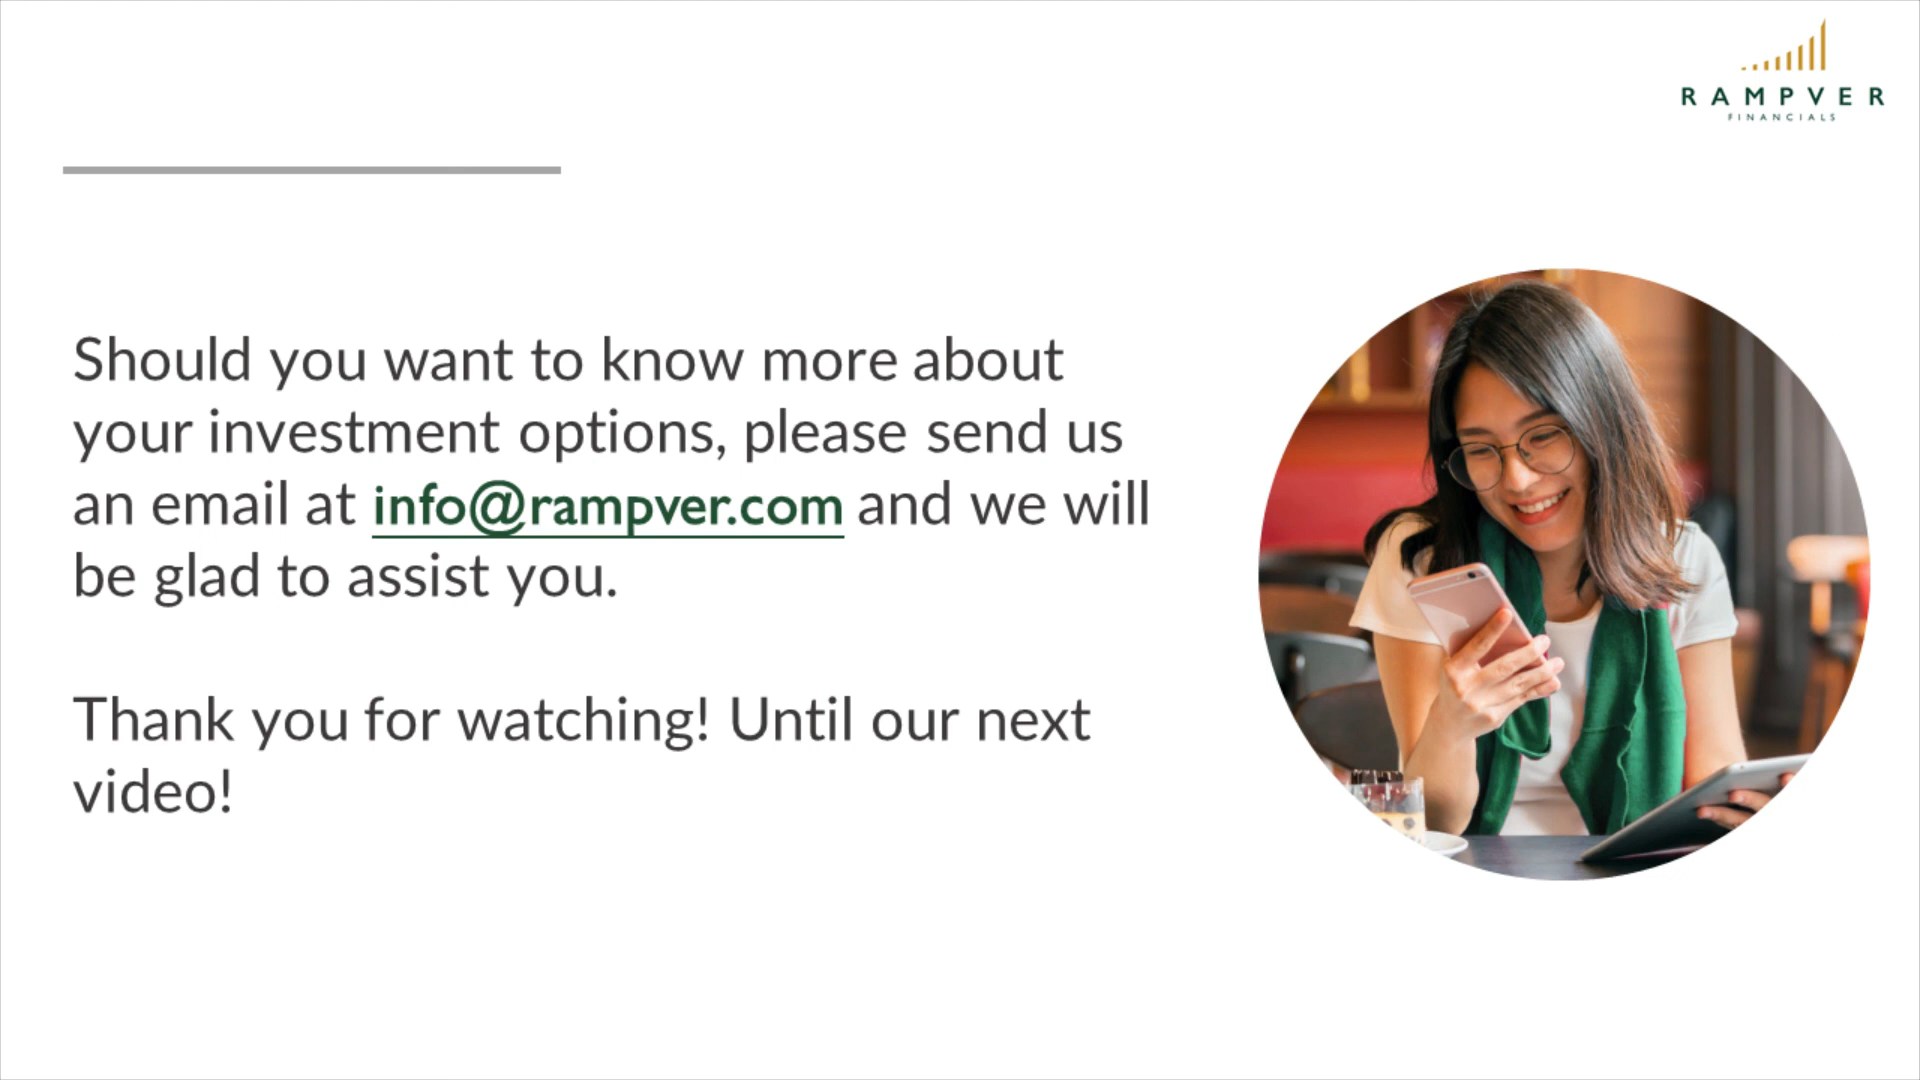 RAMPVER
FINANCIALS
Should you want to know more about
your investment options, please send us
an email at info@rampver.com and we will
be glad to assist you.
Thank you for watching! Until our next
video!